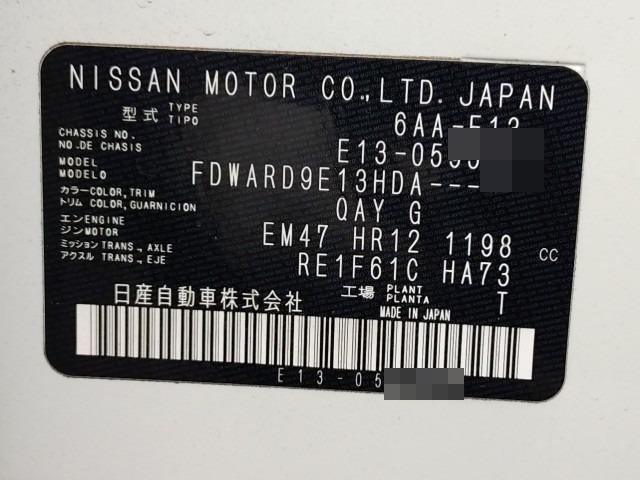 NISSAN MOTOR CO.,LTD. JAPAN
型式 TYPE TIPO 6AA-E13
CHASSIS NO. NO.DE CHASIS E13-05
MODEL MODELO FDWARD9E13HDA---
カラー COLOR, TRIM トリム COLOR, GUARNICION QAY G
エンジン ENGINE MOTOR EM47 HR12 1198 CC
ミッション アクスル TRANS., AXLE TRANS., EJE RE1F61C HA73
日産自動車株式会社 工場 PLANT PLANTA T
MADE IN JAPAN
E13-05